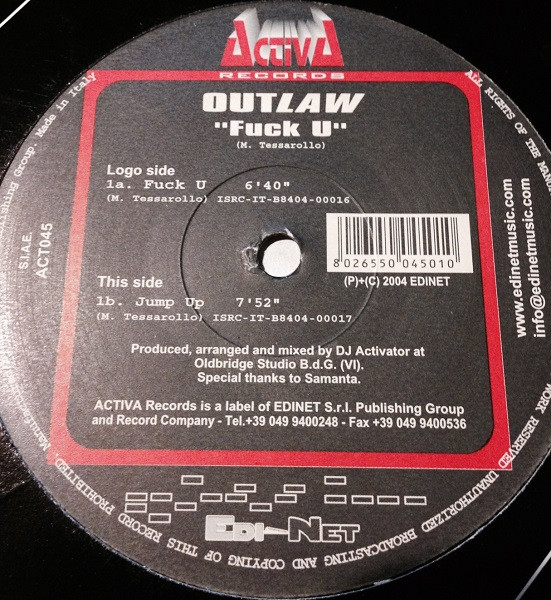 ACTIVA
RECORDS
OUTLAW
"Fuck U"
(M. Tessarollo)
Logo side
1a. Fuck U 6'40"
(M. Tessarollo) ISRC-IT-B8404-00016
8 026550 045010
(P)+(C) 2004 EDINET
This side
1b. Jump Up 7'52"
(M. Tessarollo) ISRC-IT-B8404-00017
Produced, arranged and mixed by DJ Activator at
Oldbridge Studio B.d.G. (VI).
Special thanks to Samanta.
ACTIVA Records is a label of EDINET S.r.l. Publishing Group
and Record Company - Tel.+39 049 9400248 - Fax +39 049 9400536
S.I.A.E.
ACT045
www.edinetmusic.com
info@edinetmusic.com
EDI-NET
Publishing Group. Made in Italy
ALL RIGHTS OF THE
WORK RESERVED UNAUTHORIZED BROADCASTING AND COPYING OF THIS RECORD PROHIBITED.